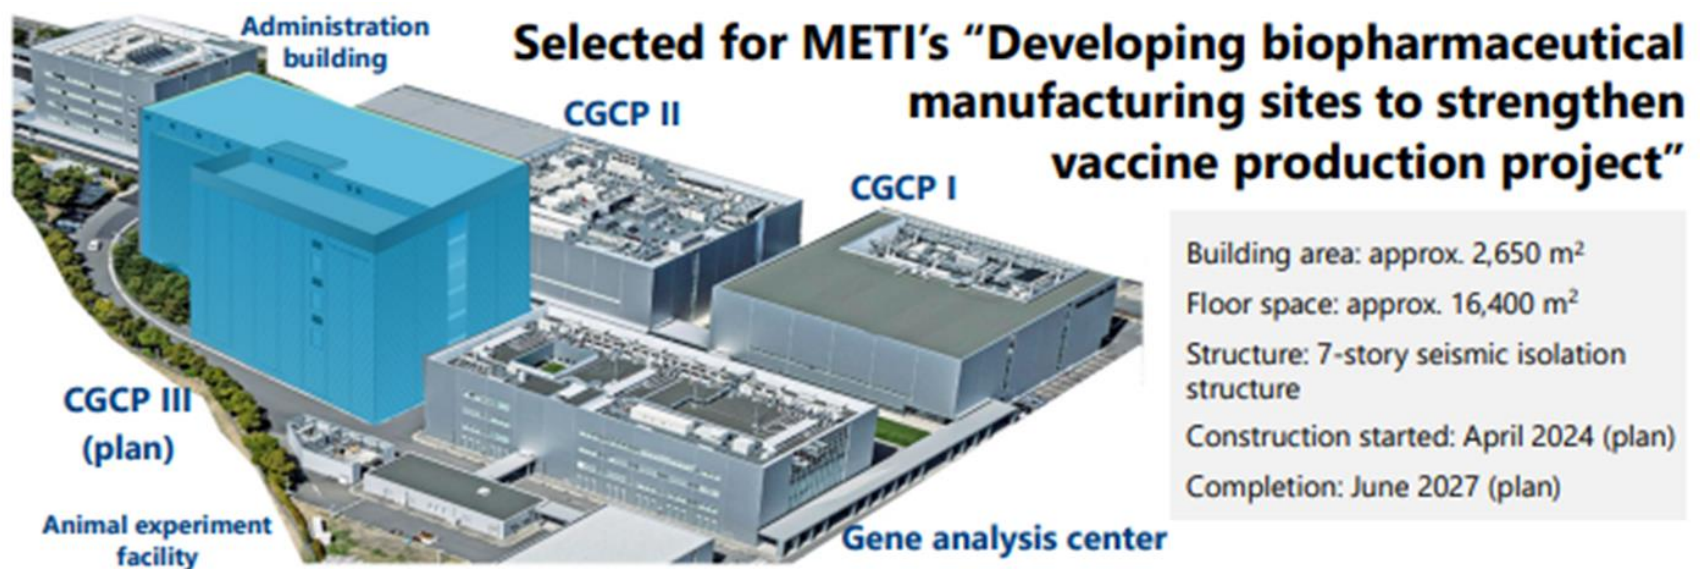 Administration
building
Selected for METI's “Developing biopharmaceutical
manufacturing sites to strengthen
vaccine production project”
CGCP II
CGCP I
Building area: approx. 2,650 m²
Floor space: approx. 16,400 m²
Structure: 7-story seismic isolation
structure
Construction started: April 2024 (plan)
Completion: June 2027 (plan)
CGCP III
(plan)
Animal experiment
facility
Gene analysis center